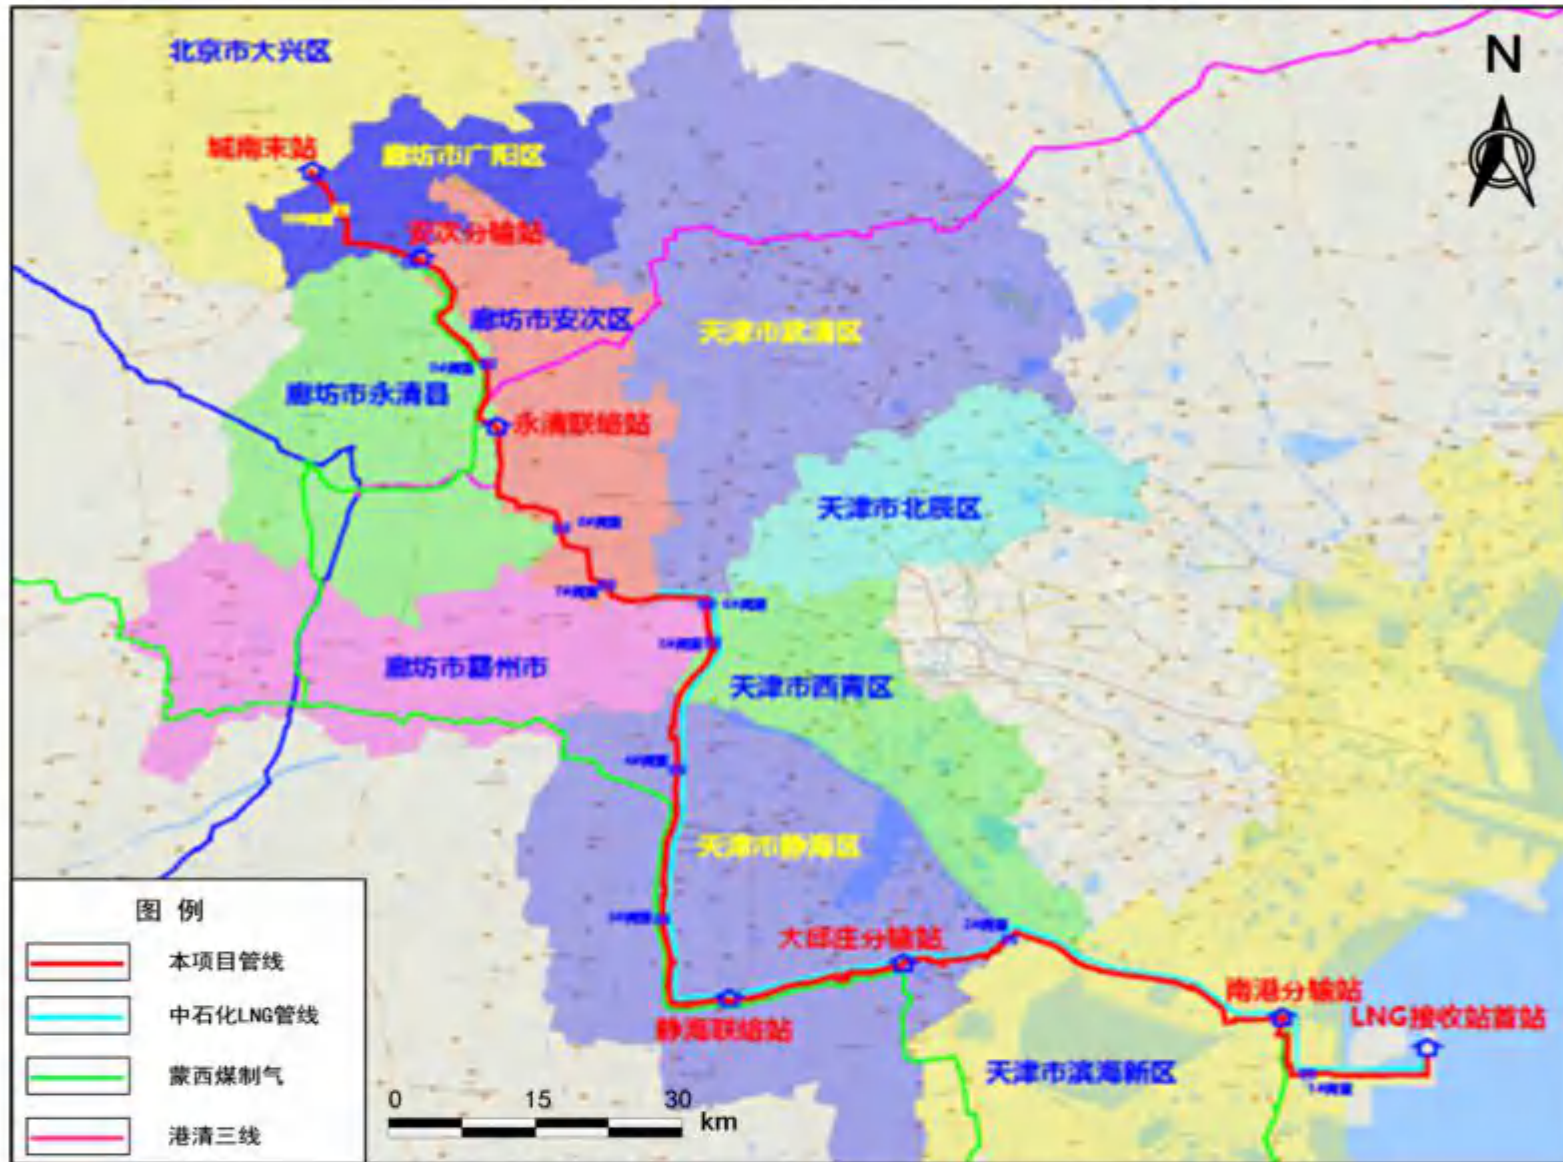 北京市大兴区
N
城南末站
廊坊市广阳区
安次分输站
廊坊市安次区
天津市武清区
廊坊市永清县
永清联络站
天津市北辰区
廊坊市霸州市
天津市西青区
天津市静海区
大邱庄分输站
南港分输站
LNG接收站首站
静海联络站
天津市滨海新区
图 例
本项目管线
中石化LNG管线
蒙西煤制气
港清三线
0 15 30
km